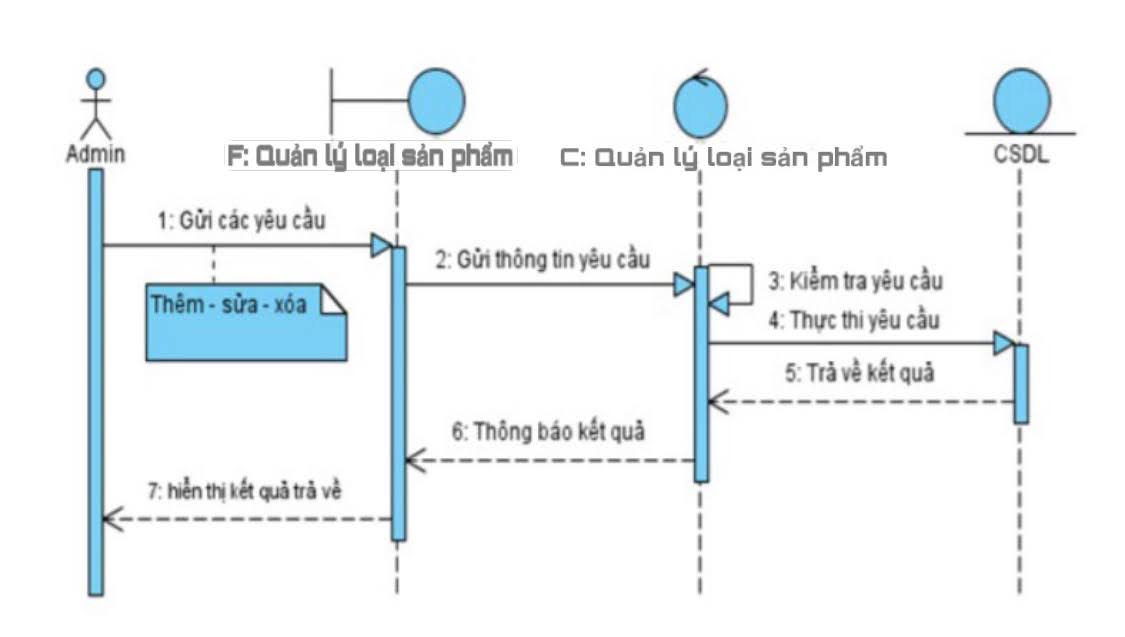 Admin
F: Quản lý loại sản phẩm
C: Quản lý loại sản phẩm
CSDL
1: Gửi các yêu cầu
Thêm - sửa - xóa
2: Gửi thông tin yêu cầu
3: Kiểm tra yêu cầu
4: Thực thi yêu cầu
5: Trả về kết quả
6: Thông báo kết quả
7: hiển thị kết quả trả về